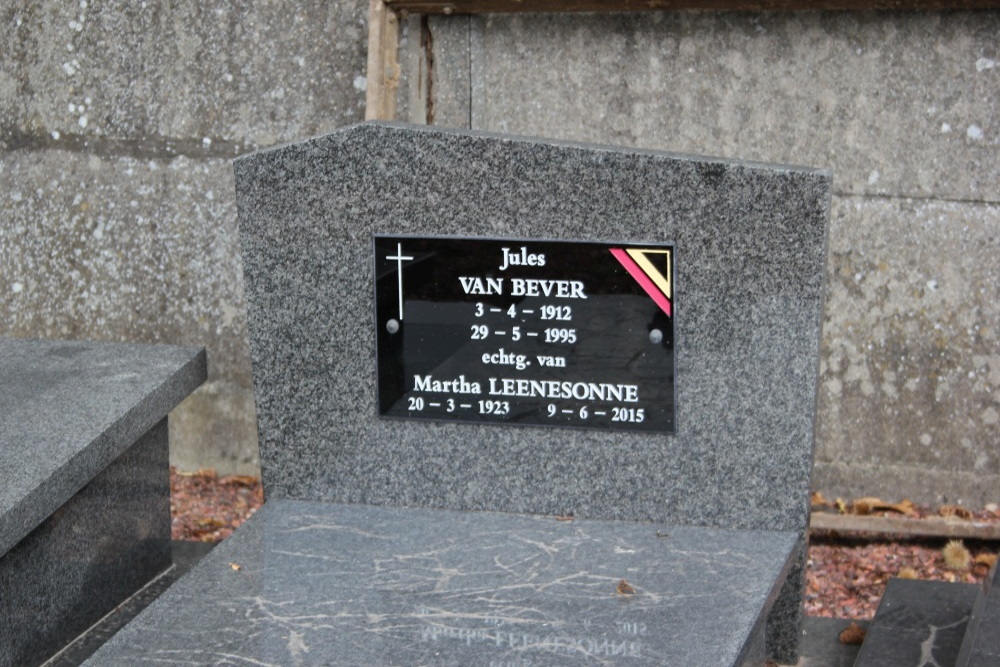 Jules
VAN BEVER
3 – 4 – 1912
29 – 5 – 1995
echtg. van
Martha LEENESONNE
20 – 3 – 1923 9 – 6 – 2015